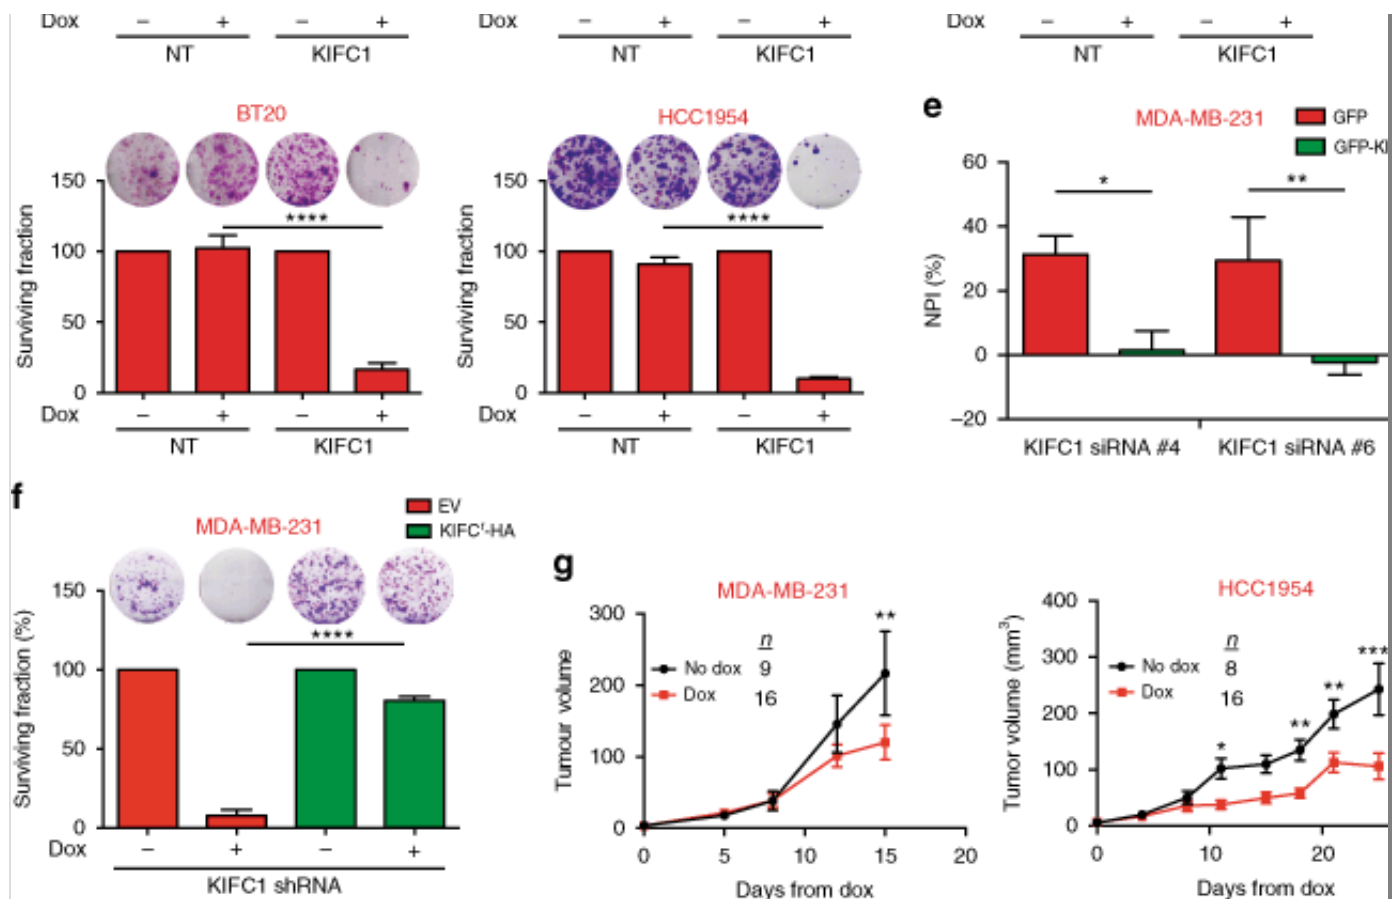 Dox – + – +
NT KIFC1
Dox – + – +
NT KIFC1
Dox – + – +
NT KIFC1
BT20
150
100
50
0
Surviving fraction
****
Dox – + – +
NT KIFC1
HCC1954
150
100
50
0
Surviving fraction
****
Dox – + – +
NT KIFC1
e
MDA-MB-231
GFP
GFP-KI
60
40
20
0
–20
NPI (%)
*
**
KIFC1 siRNA #4 KIFC1 siRNA #6
f
MDA-MB-231
EV
KIFCʳ-HA
150
100
50
0
Surviving fraction (%)
****
Dox – + – +
KIFC1 shRNA
g
MDA-MB-231
300
200
100
0
Tumour volume
n
No dox 9
Dox 16
**
0 5 10 15 20
Days from dox
HCC1954
400
300
200
100
0
Tumor volume (mm³)
n
No dox 8
Dox 16
*
**
**
***
0 10 20
Days from dox